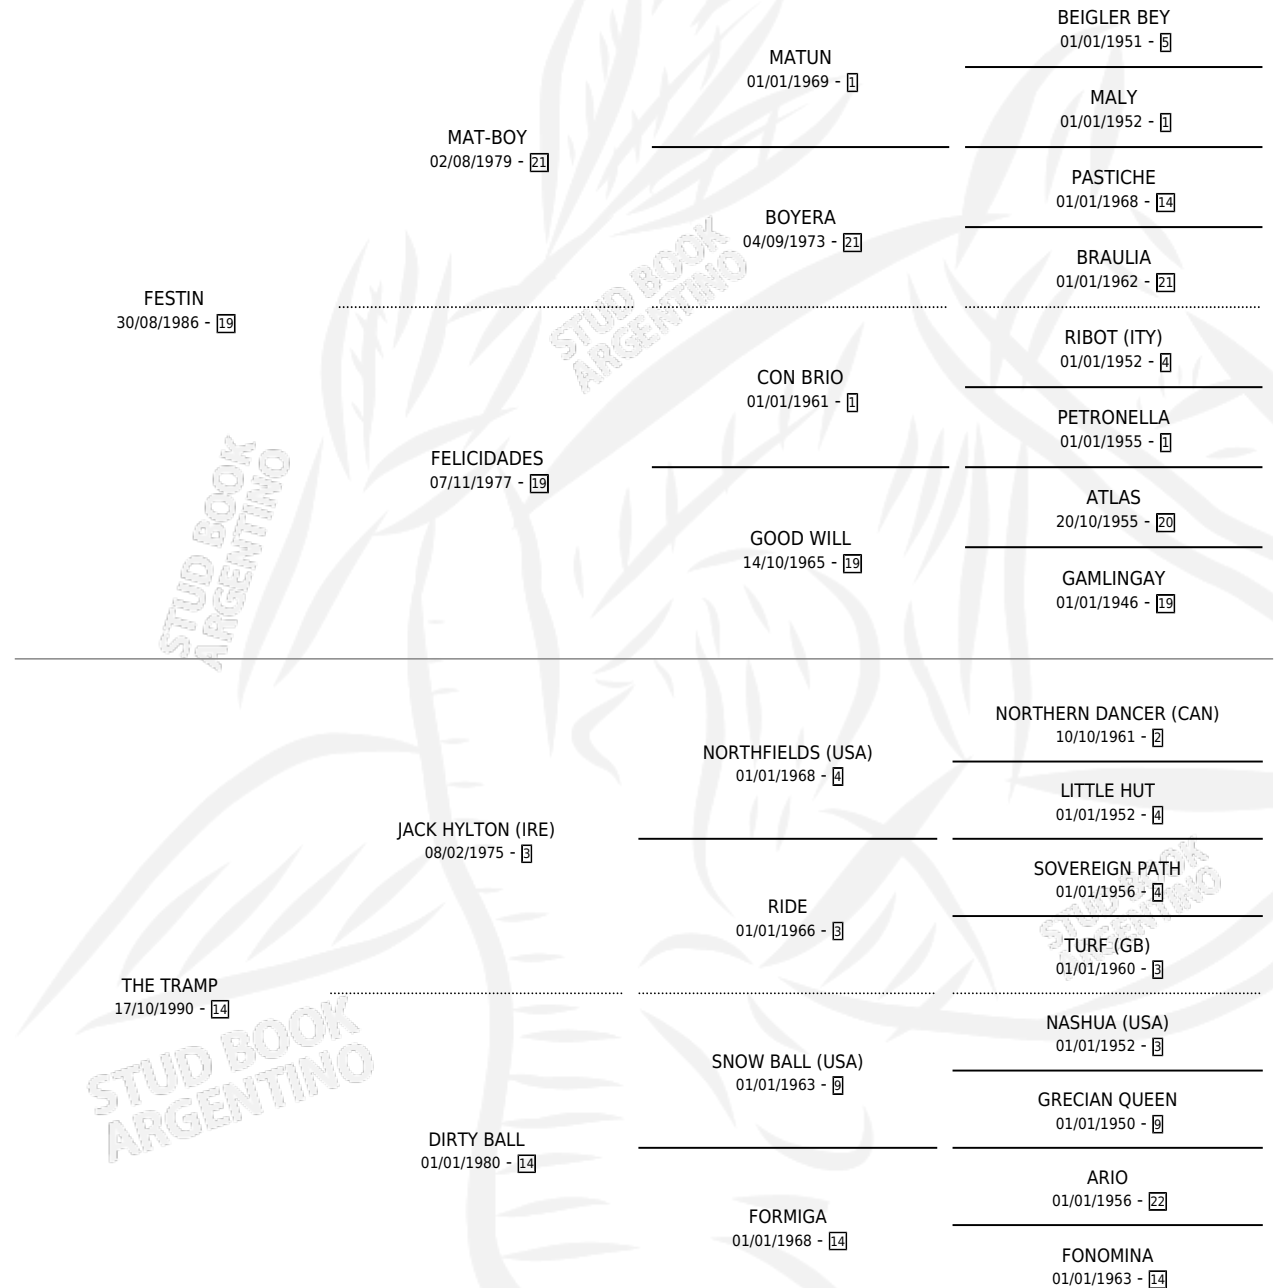 BEIGLER BEY
01/01/1951 - 5
MATUN
01/01/1969 - 1
MALY
01/01/1952 - 1
MAT-BOY
02/08/1979 - 21
PASTICHE
01/01/1968 - 14
BOYERA
04/09/1973 - 21
BRAULIA
01/01/1962 - 21
FESTIN
30/08/1986 - 19
RIBOT (ITY)
01/01/1952 - 4
CON BRIO
01/01/1961 - 1
PETRONELLA
01/01/1955 - 1
FELICIDADES
07/11/1977 - 19
ATLAS
20/10/1955 - 20
GOOD WILL
14/10/1965 - 19
GAMLINGAY
01/01/1946 - 19
STUD BOOK
ARGENTINO
STUD BOOK
ARGENTINO
NORTHERN DANCER (CAN)
10/10/1961 - 2
NORTHFIELDS (USA)
01/01/1968 - 4
LITTLE HUT
01/01/1952 - 4
JACK HYLTON (IRE)
08/02/1975 - 3
SOVEREIGN PATH
01/01/1956 - 4
RIDE
01/01/1966 - 3
TURF (GB)
01/01/1960 - 3
STUD BOOK
ARGENTINO
THE TRAMP
17/10/1990 - 14
NASHUA (USA)
01/01/1952 - 3
SNOW BALL (USA)
01/01/1963 - 9
GRECIAN QUEEN
01/01/1950 - 9
DIRTY BALL
01/01/1980 - 14
ARIO
01/01/1956 - 22
FORMIGA
01/01/1968 - 14
FONOMINA
01/01/1963 - 14
STUD BOOK
ARGENTINO